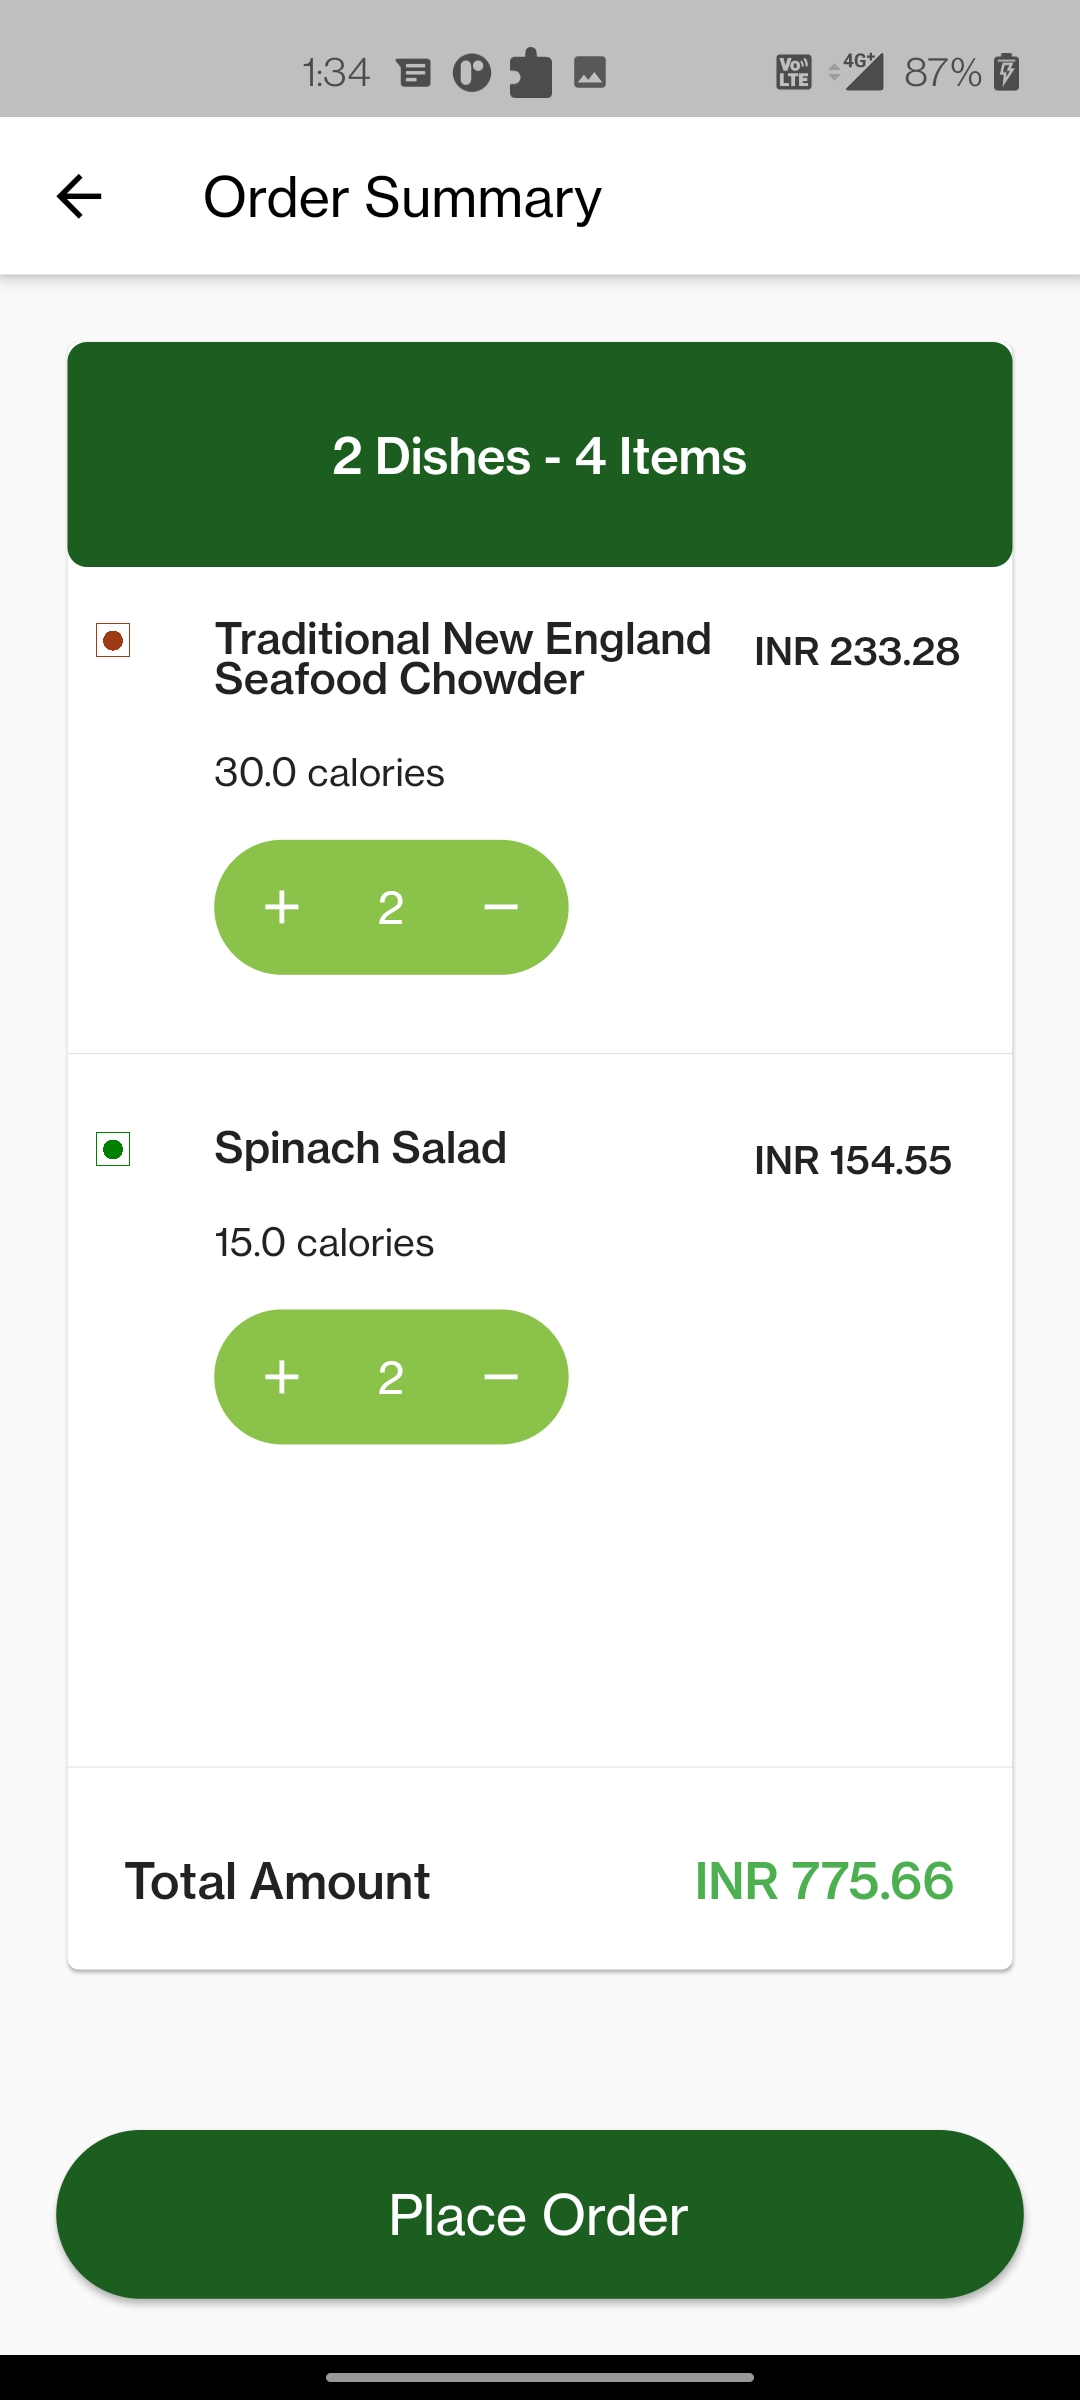 1:34
Vo LTE 4G+ 87%
Order Summary
2 Dishes - 4 Items
Traditional New England INR 233.28
Seafood Chowder
30.0 calories
+ 2 −
Spinach Salad INR 154.55
15.0 calories
+ 2 −
Total Amount INR 775.66
Place Order